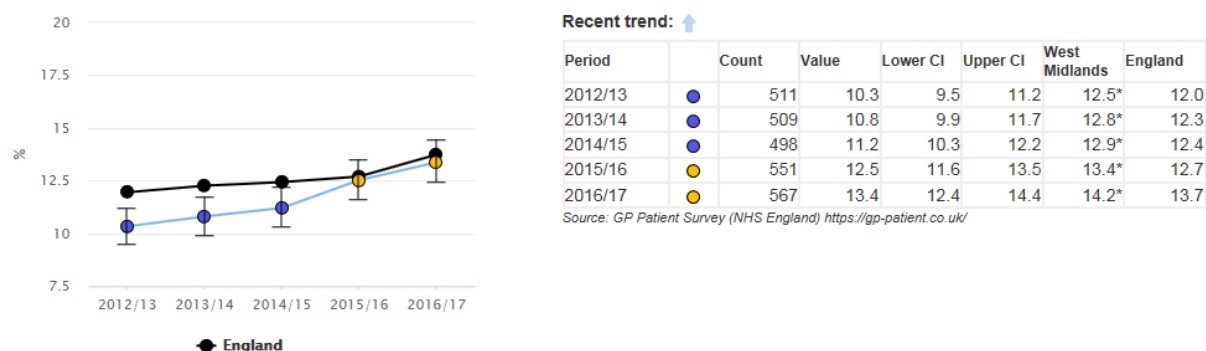 20
17.5
15
12.5
10
7.5
%
2012/13 2013/14 2014/15 2015/16 2016/17
England
Recent trend:
Period Count Value Lower CI Upper CI West Midlands England
2012/13 511 10.3 9.5 11.2 12.5* 12.0
2013/14 509 10.8 9.9 11.7 12.8* 12.3
2014/15 498 11.2 10.3 12.2 12.9* 12.4
2015/16 551 12.5 11.6 13.5 13.4* 12.7
2016/17 567 13.4 12.4 14.4 14.2* 13.7
Source: GP Patient Survey (NHS England) https://gp-patient.co.uk/